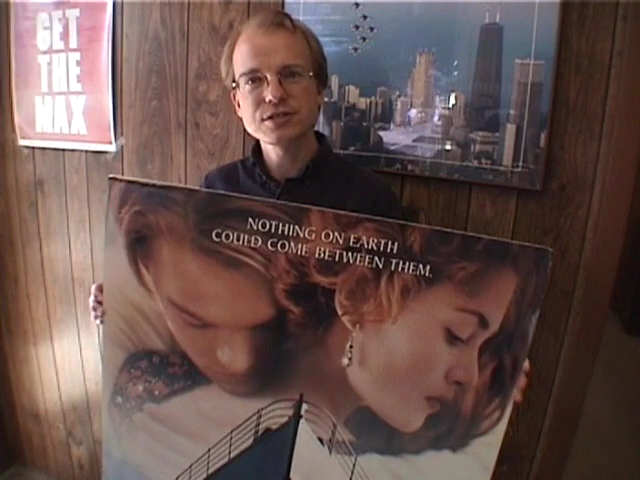 GET
THE
MAX
NOTHING ON EARTH
COULD COME BETWEEN THEM.